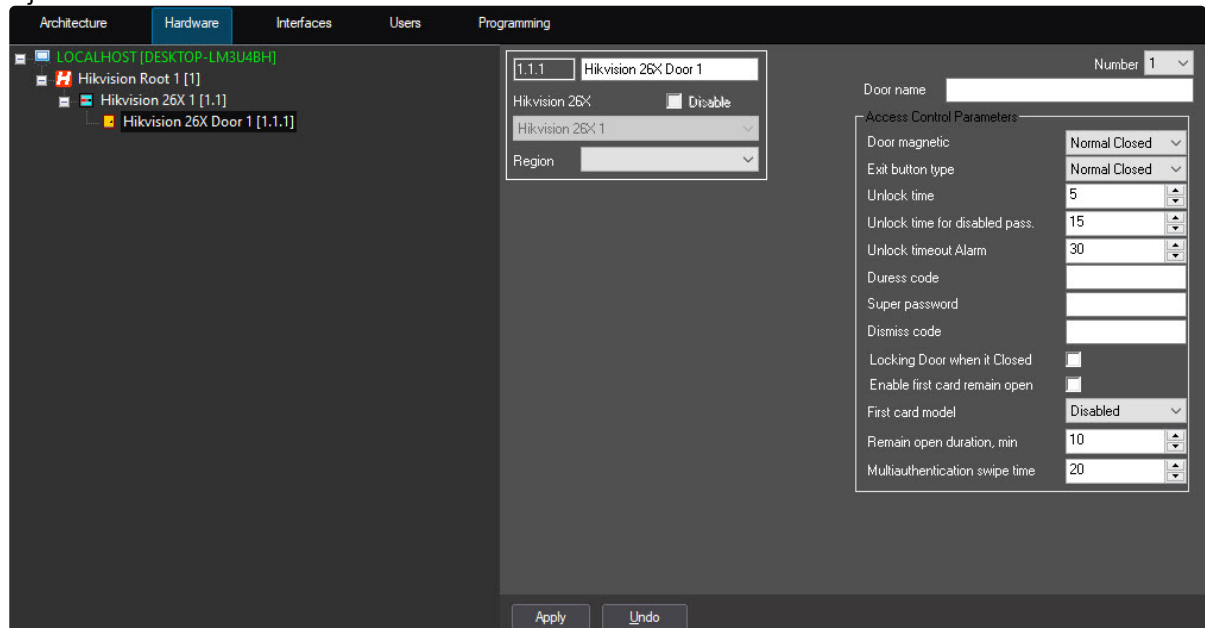 Architecture Hardware Interfaces Users Programming
LOCALHOST [DESKTOP-LM3U4BH]
Hikvision Root 1 [1]
Hikvision 26X 1 [1.1]
Hikvision 26X Door 1 [1.1.1]
1.1.1 Hikvision 26X Door 1
Hikvision 26X Disable
Hikvision 26X 1
Region
Number 1
Door name
Access Control Parameters
Door magnetic Normal Closed
Exit button type Normal Closed
Unlock time 5
Unlock time for disabled pass. 15
Unlock timeout Alarm 30
Duress code
Super password
Dismiss code
Locking Door when it Closed
Enable first card remain open
First card model Disabled
Remain open duration, min 10
Multiauthentication swipe time 20
Apply Undo